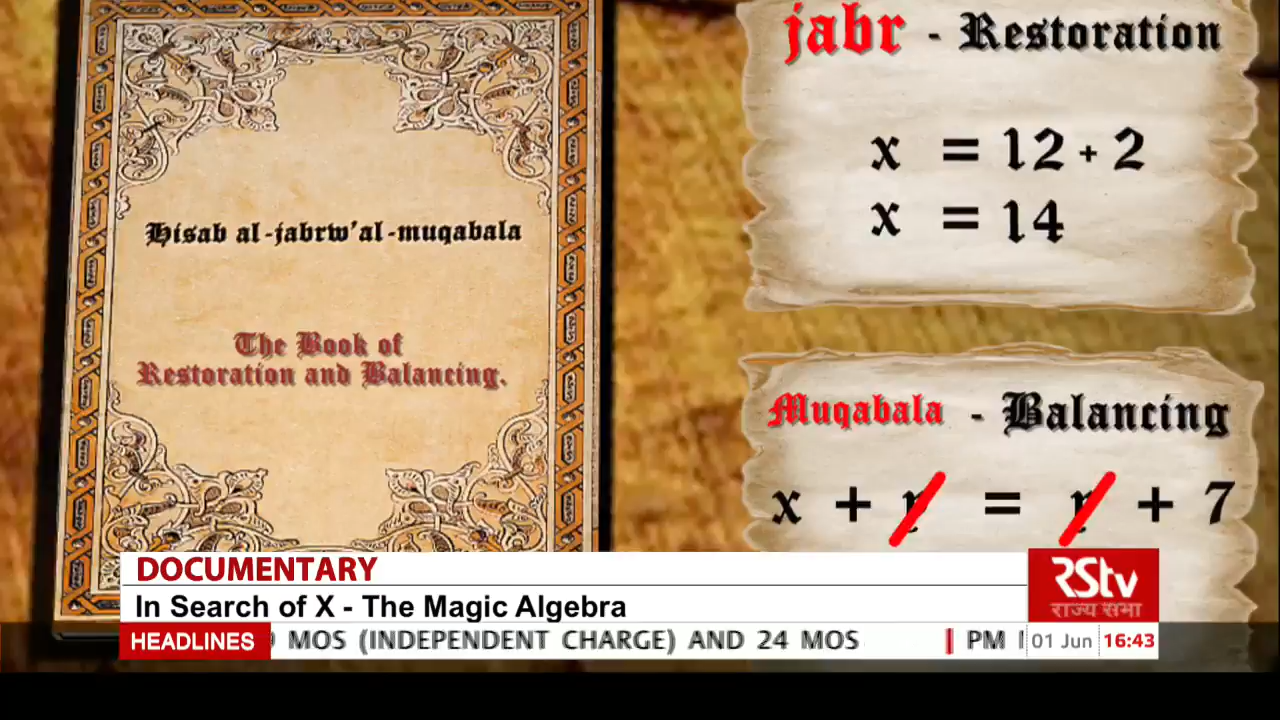 Hisab al-jabrw'al-muqabala
The Book of
Restoration and Balancing.
jabr - Restoration
x = 12 + 2
x = 14
Muqabala - Balancing
x + y = y + 7
DOCUMENTARY
In Search of X - The Magic Algebra
RStv
राज्य सभा
HEADLINES MOS (INDEPENDENT CHARGE) AND 24 MOS | PM 01 Jun 16:43